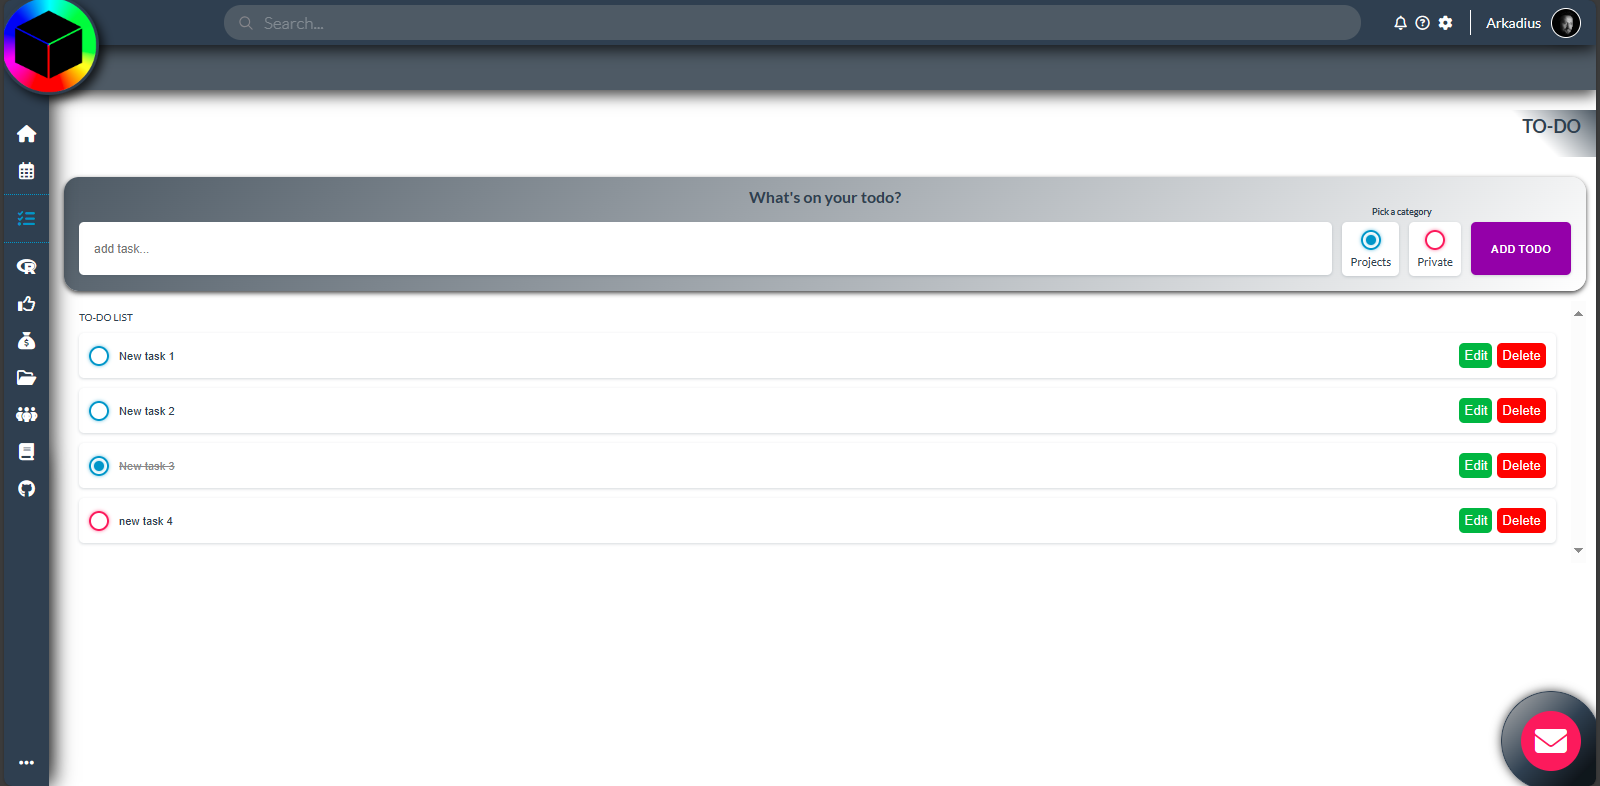 Search...
Arkadius
TO-DO
What's on your todo?
Pick a category
add task...
Projects
Private
ADD TODO
TO-DO LIST
New task 1
Edit
Delete
New task 2
Edit
Delete
New task 3
Edit
Delete
new task 4
Edit
Delete